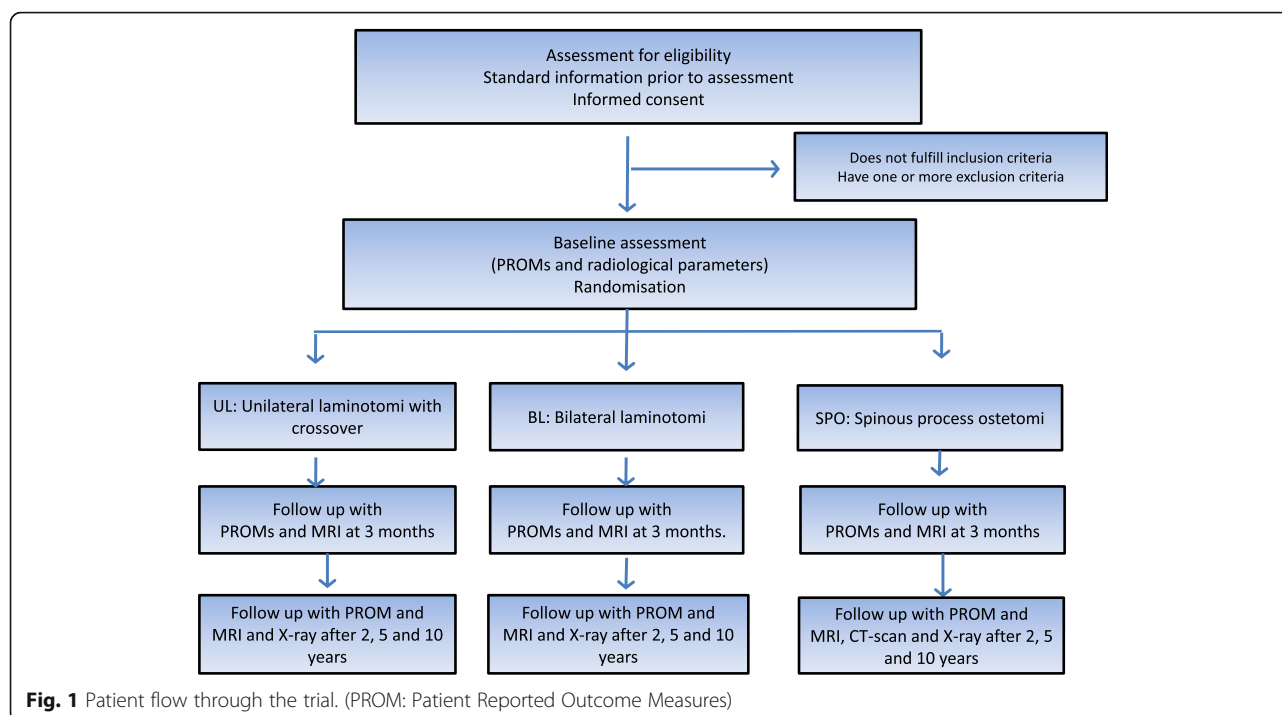 Assessment for eligibility
Standard information prior to assessment
Informed consent
Does not fulfill inclusion criteria
Have one or more exclusion criteria
Baseline assessment
(PROMs and radiological parameters)
Randomisation
UL: Unilateral laminotomi with
crossover
BL: Bilateral laminotomi
SPO: Spinous process ostetomi
Follow up with
PROMs and MRI at 3 months
Follow up with
PROMs and MRI at 3 months.
Follow up with
PROMs and MRI at 3 months
Follow up with PROM and
MRI and X-ray after 2, 5 and 10
years
Follow up with PROM and
MRI and X-ray after 2, 5 and 10
years
Follow up with PROM and
MRI, CT-scan and X-ray after 2, 5
and 10 years
Fig. 1 Patient flow through the trial. (PROM: Patient Reported Outcome Measures)